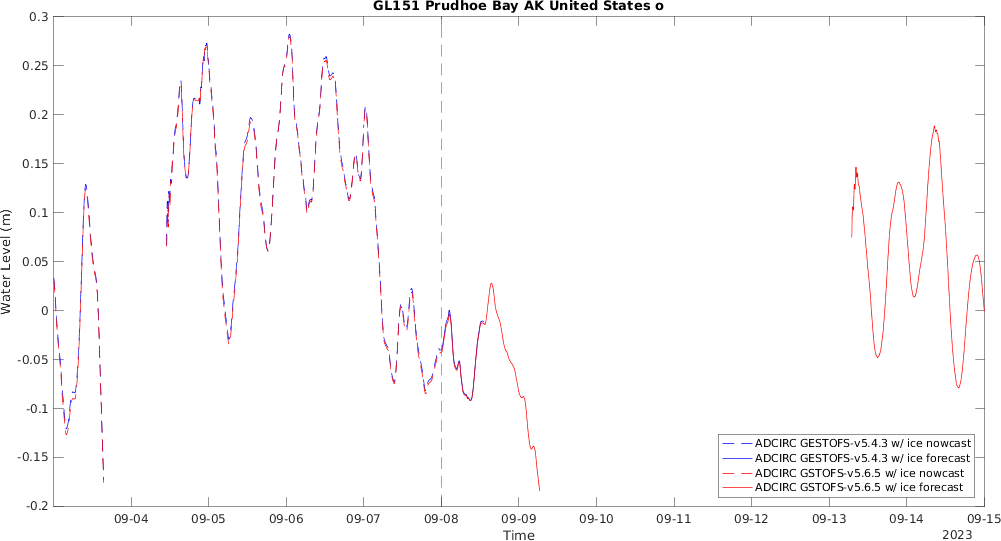 GL151 Prudhoe Bay AK United States o
0.3
0.25
0.2
0.15
0.1
0.05
0
-0.05
-0.1
-0.15
-0.2
Water Level (m)
ADCIRC GESTOFS-v5.4.3 w/ ice nowcast
ADCIRC GESTOFS-v5.4.3 w/ ice forecast
ADCIRC GSTOFS-v5.6.5 w/ ice nowcast
ADCIRC GSTOFS-v5.6.5 w/ ice forecast
09-04 09-05 09-06 09-07 09-08 09-09 09-10 09-11 09-12 09-13 09-14 09-15
Time
2023